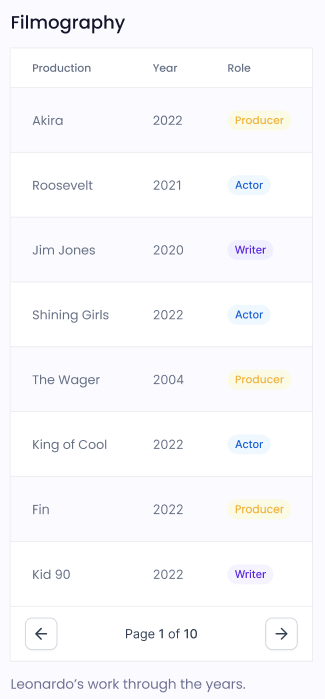 Filmography
Production Year Role
Akira 2022 Producer
Roosevelt 2021 Actor
Jim Jones 2020 Writer
Shining Girls 2022 Actor
The Wager 2004 Producer
King of Cool 2022 Actor
Fin 2022 Producer
Kid 90 2022 Writer
Page 1 of 10
Leonardo’s work through the years.